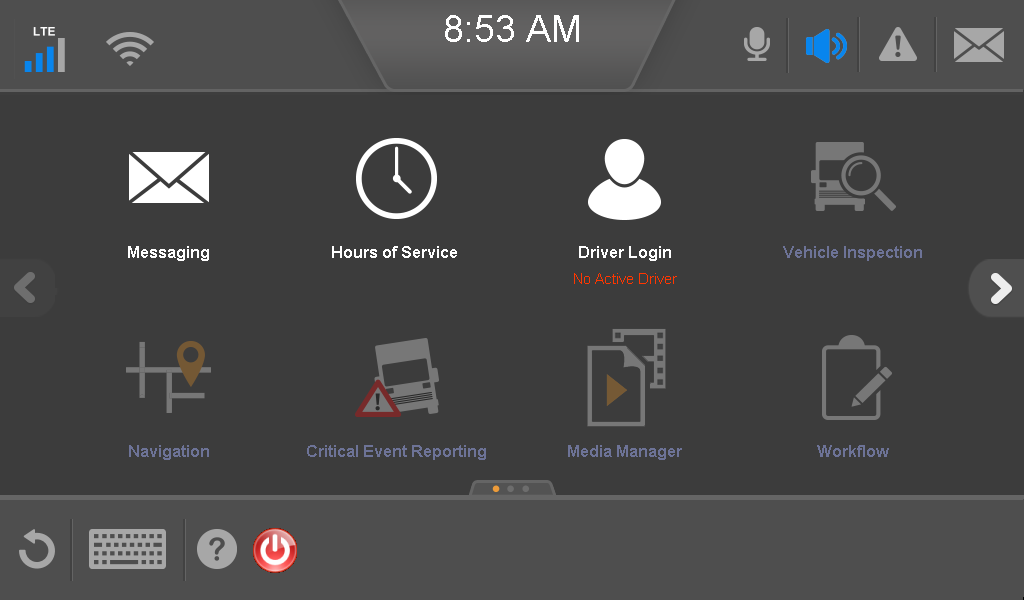 LTE
8:53 AM
Messaging
Hours of Service
Driver Login
Vehicle Inspection
No Active Driver
Navigation
Critical Event Reporting
Media Manager
Workflow